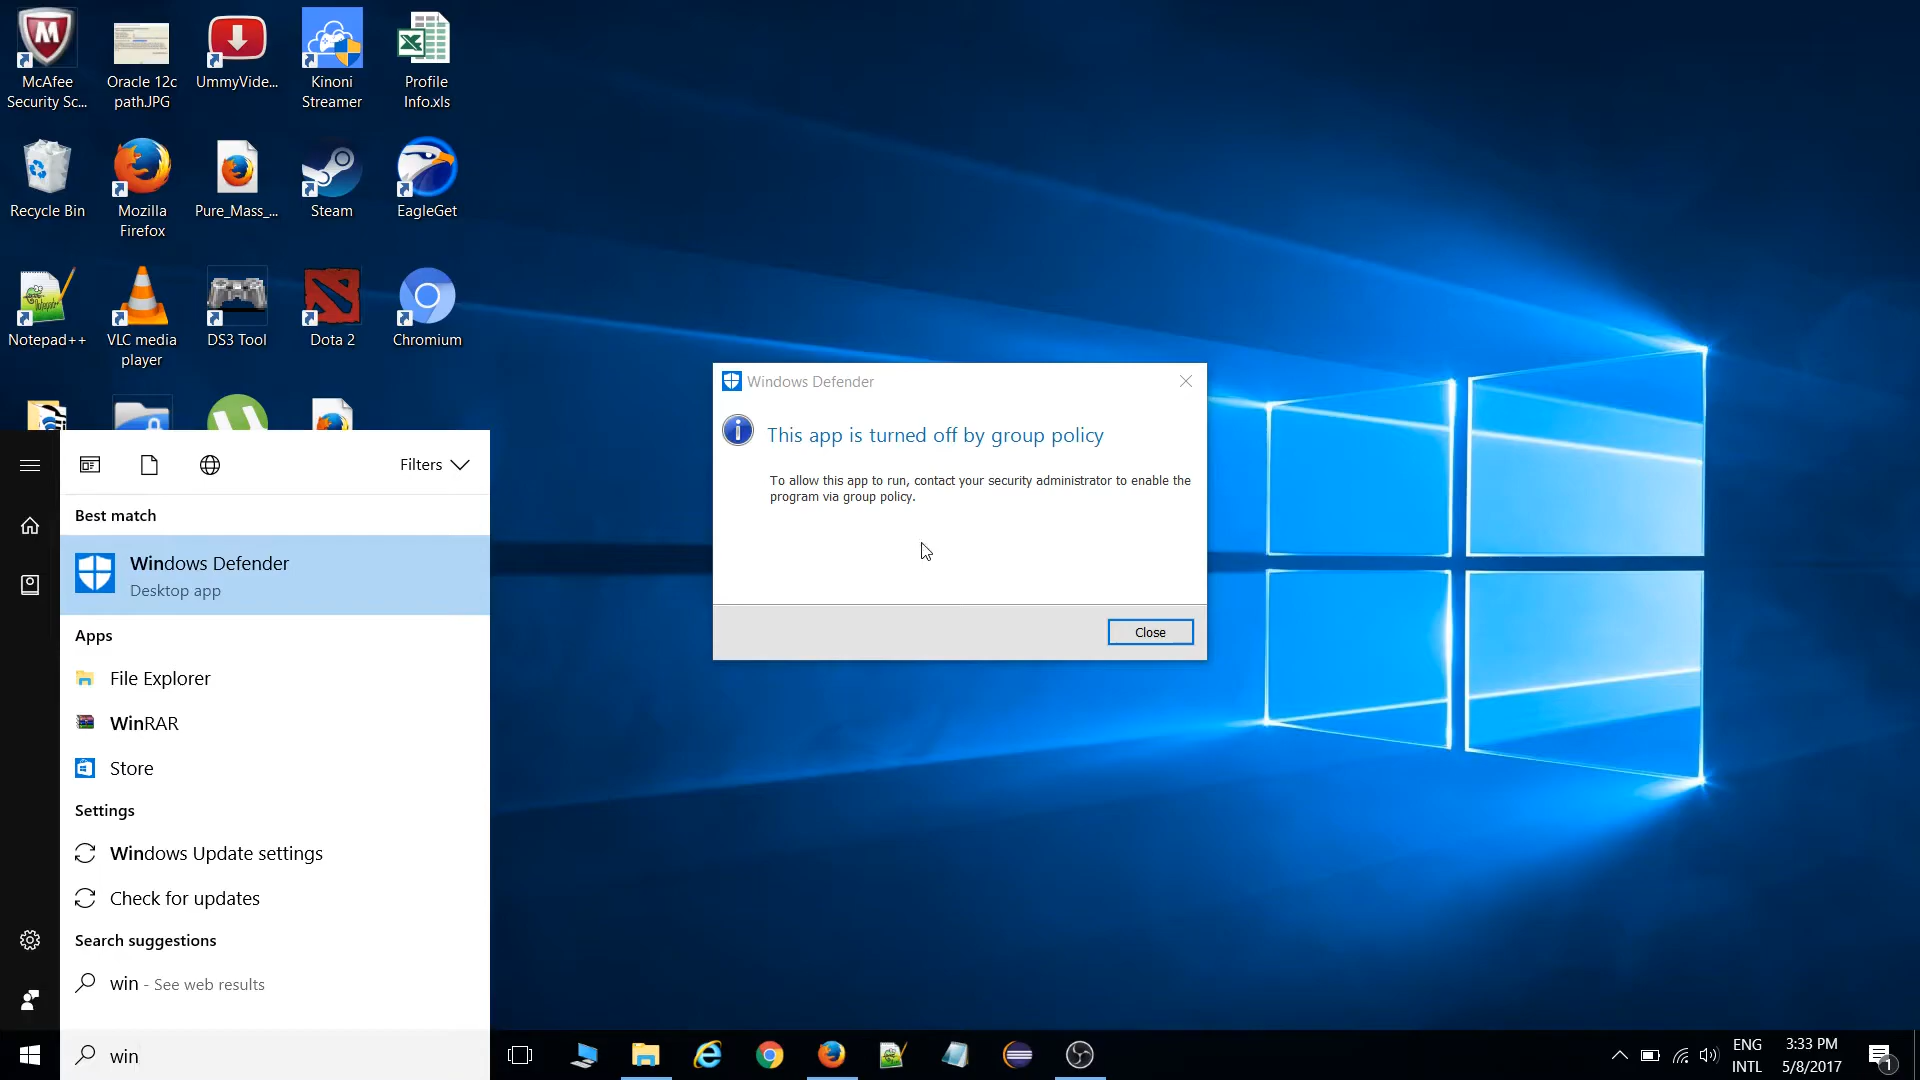 McAfee
Security Sc...
Oracle 12c
path.JPG
UmmyVide...
Kinoni
Streamer
Profile
Info.xls
Recycle Bin
Mozilla
Firefox
Pure_Mass_...
Steam
EagleGet
Notepad++
VLC media
player
DS3 Tool
Dota 2
Chromium
Filters
Best match
Windows Defender
Desktop app
Apps
File Explorer
WinRAR
Store
Settings
Windows Update settings
Check for updates
Search suggestions
win - See web results
win
Windows Defender
This app is turned off by group policy
To allow this app to run, contact your security administrator to enable the
program via group policy.
Close
ENG
INTL
3:33 PM
5/8/2017
1